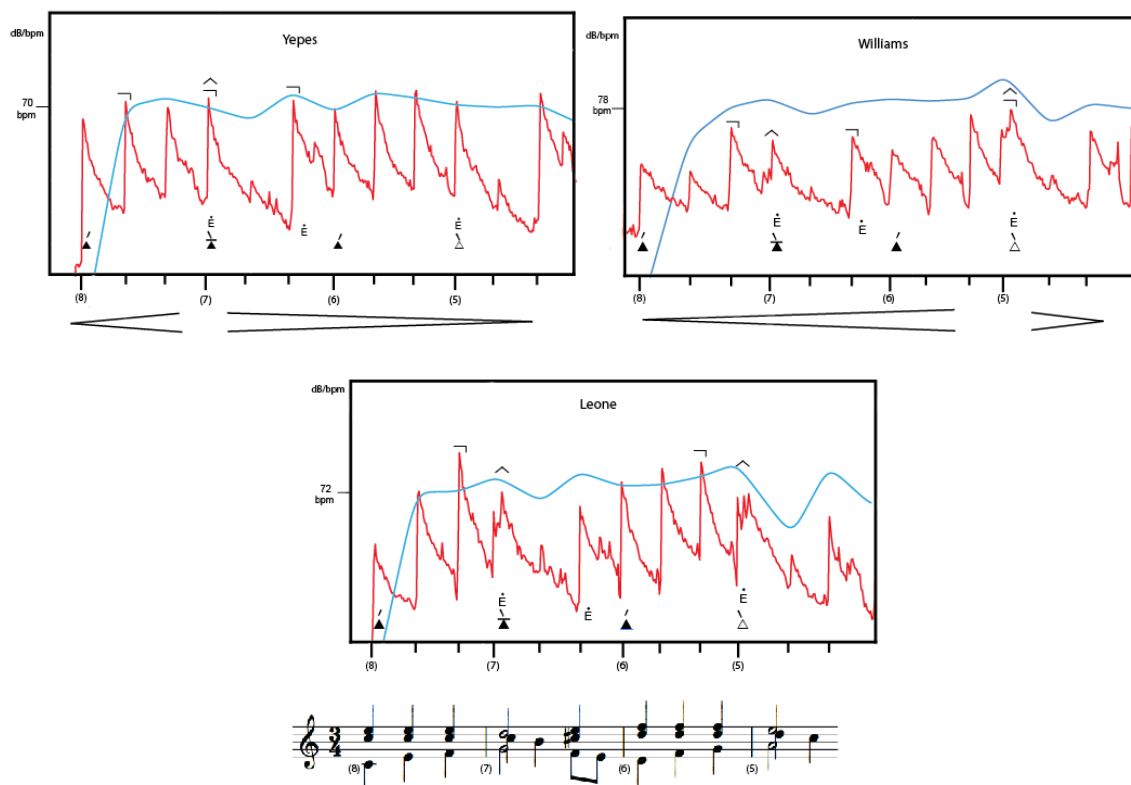 dB/bpm
Yepes
70
bpm
Ė
Ė
Ė
(8) (7) (6) (5)
dB/bpm
Williams
78
bpm
Ė
Ė
Ė
(8) (7) (6) (5)
dB/bpm
Leone
72
bpm
Ė
Ė
Ė
(8) (7) (6) (5)
3
4
(8) (7) (6) (5)